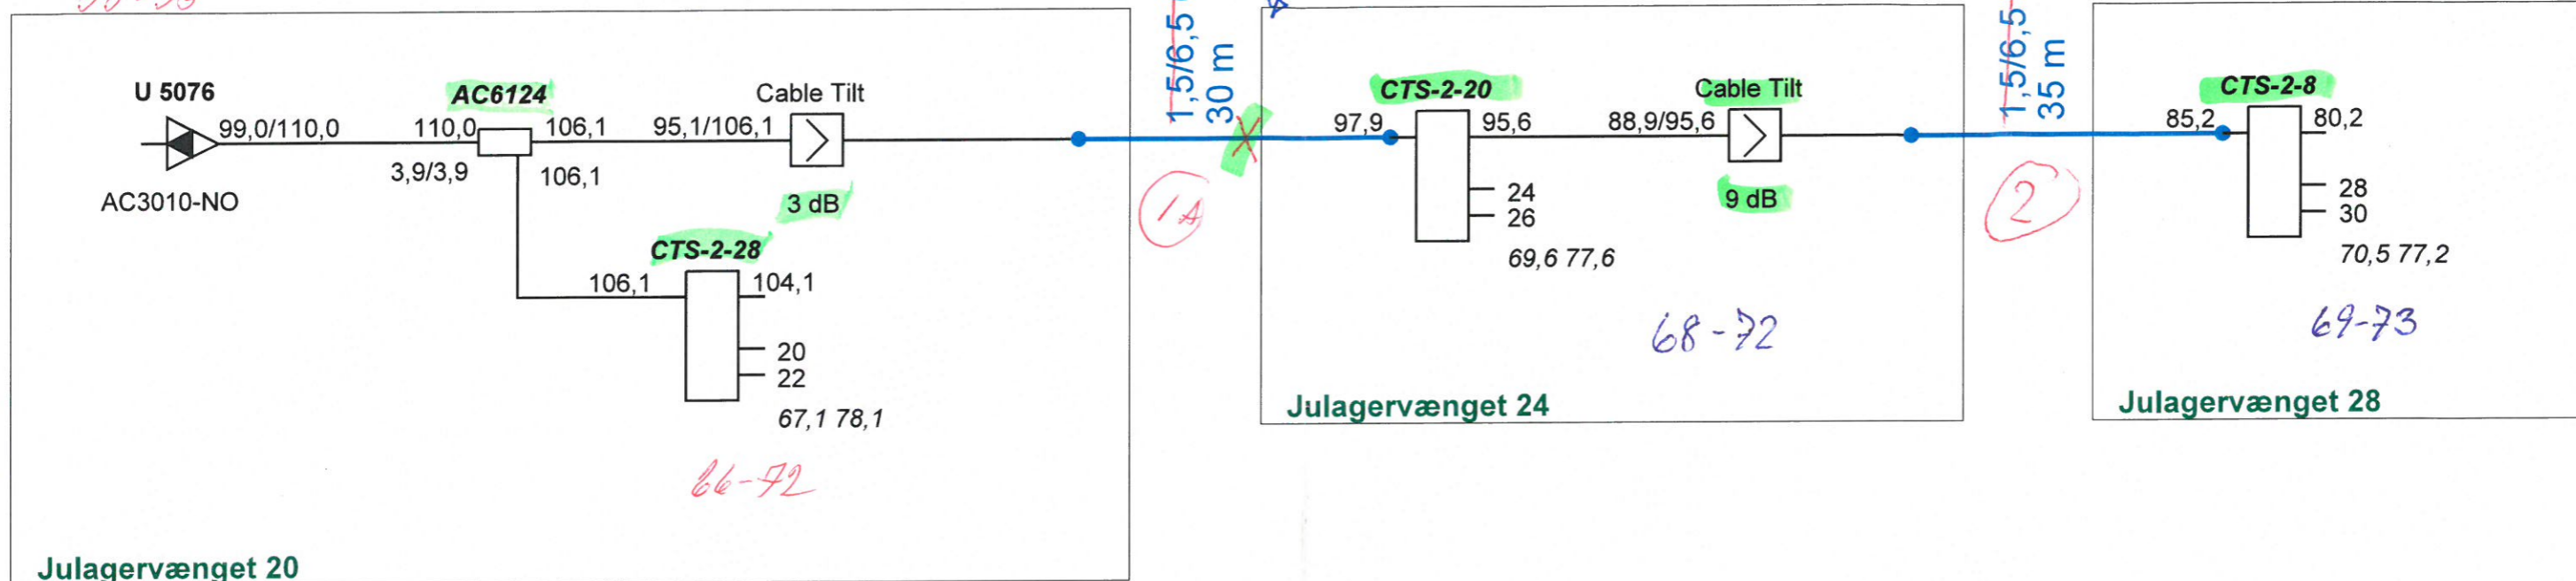 U 5076
99,0/110,0
AC3010-NO
AC6124
110,0
106,1
3,9/3,9
106,1
95,1/106,1
Cable Tilt
3 dB
CTS-2-28
106,1
104,1
20
22
67,1 78,1
66-72
Julagervænget 20
1,5/6,5
30 m
1A
97,9
CTS-2-20
95,6
24
26
69,6 77,6
88,9/95,6
Cable Tilt
9 dB
68-72
Julagervænget 24
1,5/6,5
35 m
2
85,2
CTS-2-8
80,2
28
30
70,5 77,2
69-73
Julagervænget 28